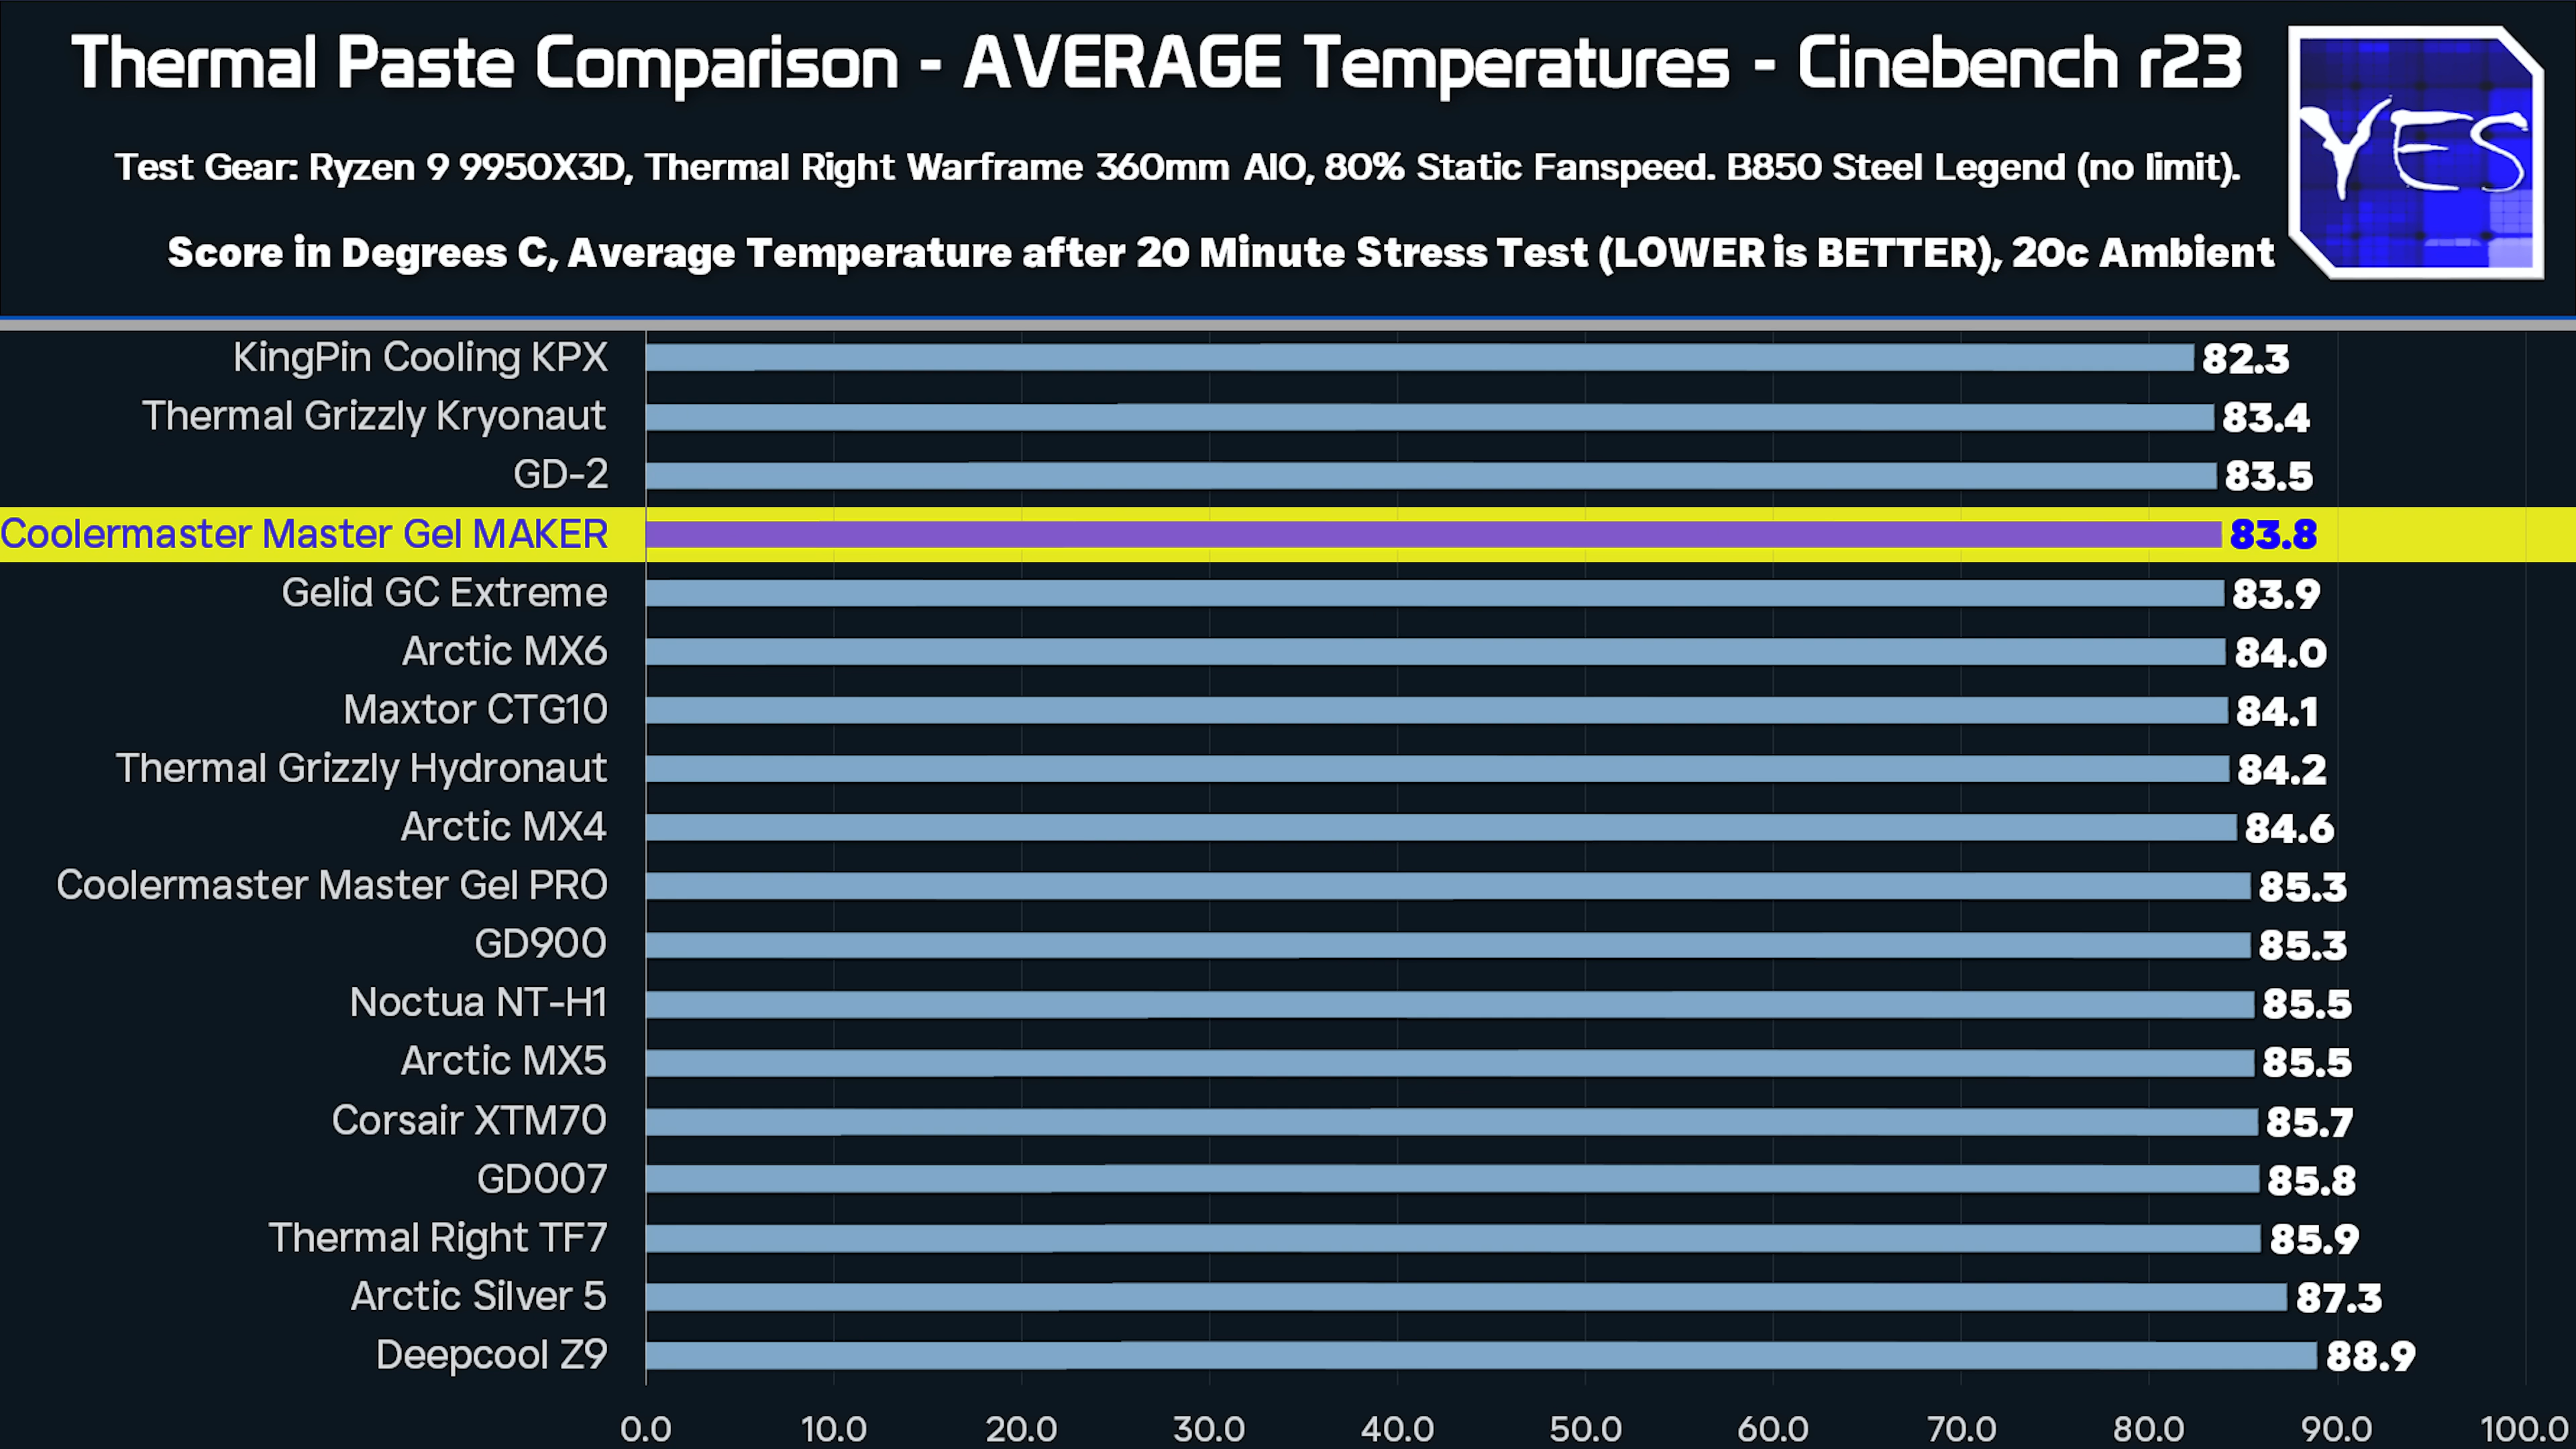 Thermal Paste Comparison - AVERAGE Temperatures - Cinebench r23
YES
Test Gear: Ryzen 9 9950X3D, Thermal Right Warframe 360mm AIO, 80% Static Fanspeed. B850 Steel Legend (no limit).
Score in Degrees C, Average Temperature after 20 Minute Stress Test (LOWER is BETTER), 20c Ambient
KingPin Cooling KPX 82.3
Thermal Grizzly Kryonaut 83.4
GD-2 83.5
Coolermaster Master Gel MAKER 83.8
Gelid GC Extreme 83.9
Arctic MX6 84.0
Maxtor CTG10 84.1
Thermal Grizzly Hydronaut 84.2
Arctic MX4 84.6
Coolermaster Master Gel PRO 85.3
GD900 85.3
Noctua NT-H1 85.5
Arctic MX5 85.5
Corsair XTM70 85.7
GD007 85.8
Thermal Right TF7 85.9
Arctic Silver 5 87.3
Deepcool Z9 88.9
0.0 10.0 20.0 30.0 40.0 50.0 60.0 70.0 80.0 90.0 100.0